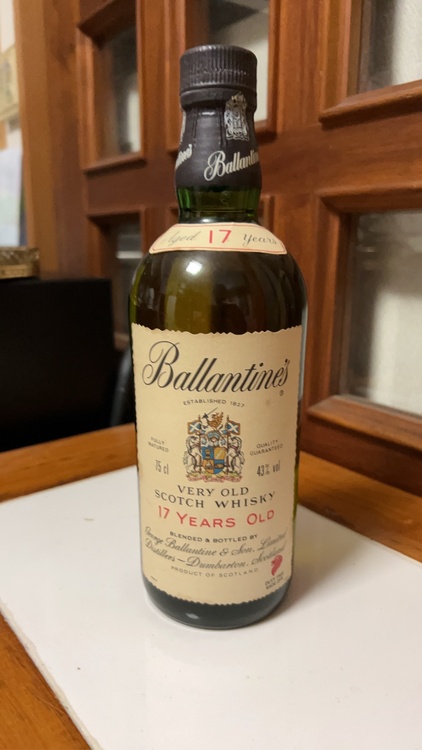 Ballantine's
Aged 17 Years
Ballantine's
ESTABLISHED 1827
FULLY
MATURED
QUALITY
GUARANTEED
75 cl
43% vol
VERY OLD
SCOTCH WHISKY
17 YEARS OLD
BLENDED & BOTTLED BY
George Ballantine & Son, Limited
Distillers – Dumbarton, Scotland
PRODUCT OF SCOTLAND